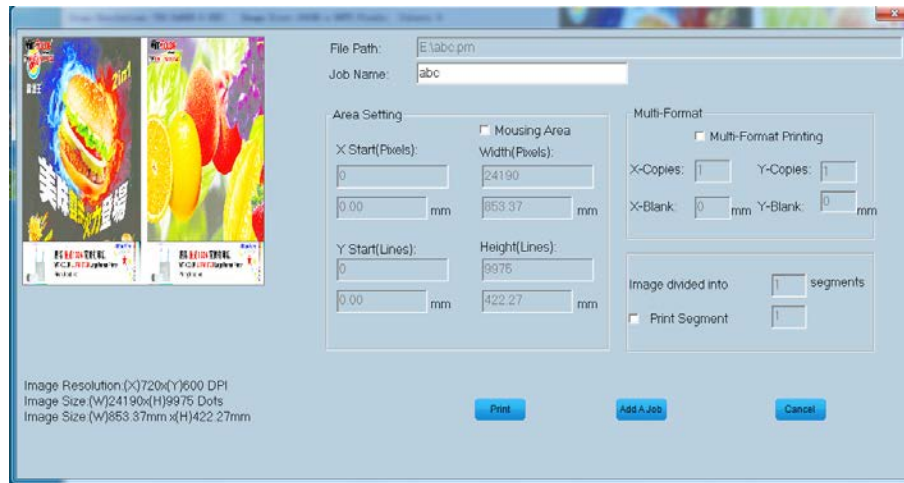 2in1
File Path: E:\abc.prn
Job Name: abc
Area Setting
Mousing Area
X Start(Pixels): Width(Pixels):
0 24190
0.00 mm 853.37 mm
Y Start(Lines): Height(Lines):
0 9975
0.00 mm 422.27 mm
Multi-Format
Multi-Format Printing
X-Copies: 1 Y-Copies: 1
X-Blank: 0 mm Y-Blank: 0 mm
Image divided into 1 segments
Print Segment 1
Image Resolution:(X)720x(Y)600 DPI
Image Size:(W)24190x(H)9975 Dots
Image Size:(W)853.37mm x(H)422.27mm
Print Add A Job Cancel